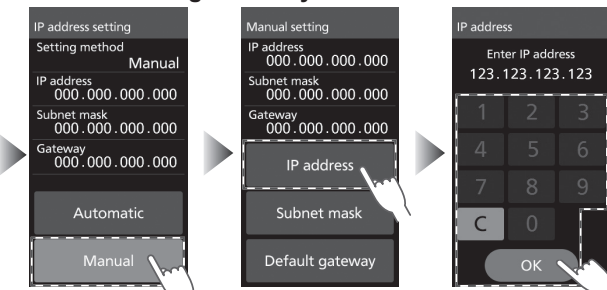 IP address setting
Setting method
Manual
IP address
000.000.000.000
Subnet mask
000.000.000.000
Gateway
000.000.000.000
Automatic
Manual
Manual setting
IP address
000.000.000.000
Subnet mask
000.000.000.000
Gateway
000.000.000.000
IP address
Subnet mask
Default gateway
IP address
Enter IP address
123.123.123.123
1 2 3
4 5 6
7 8 9
C 0
OK